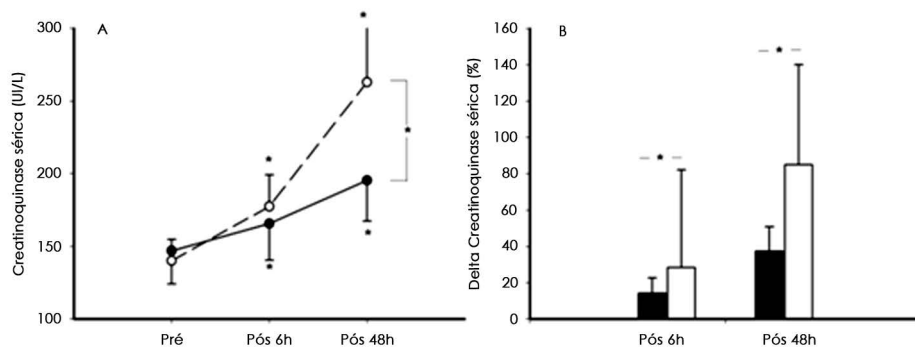 A
Creatinoquinase sérica (UI/L)
300
250
200
150
100
*
*
*
*
*
Pré
Pós 6h
Pós 48h
B
Delta Creatinoquinase sérica (%)
160
140
120
100
80
60
40
20
0
*
*
Pós 6h
Pós 48h